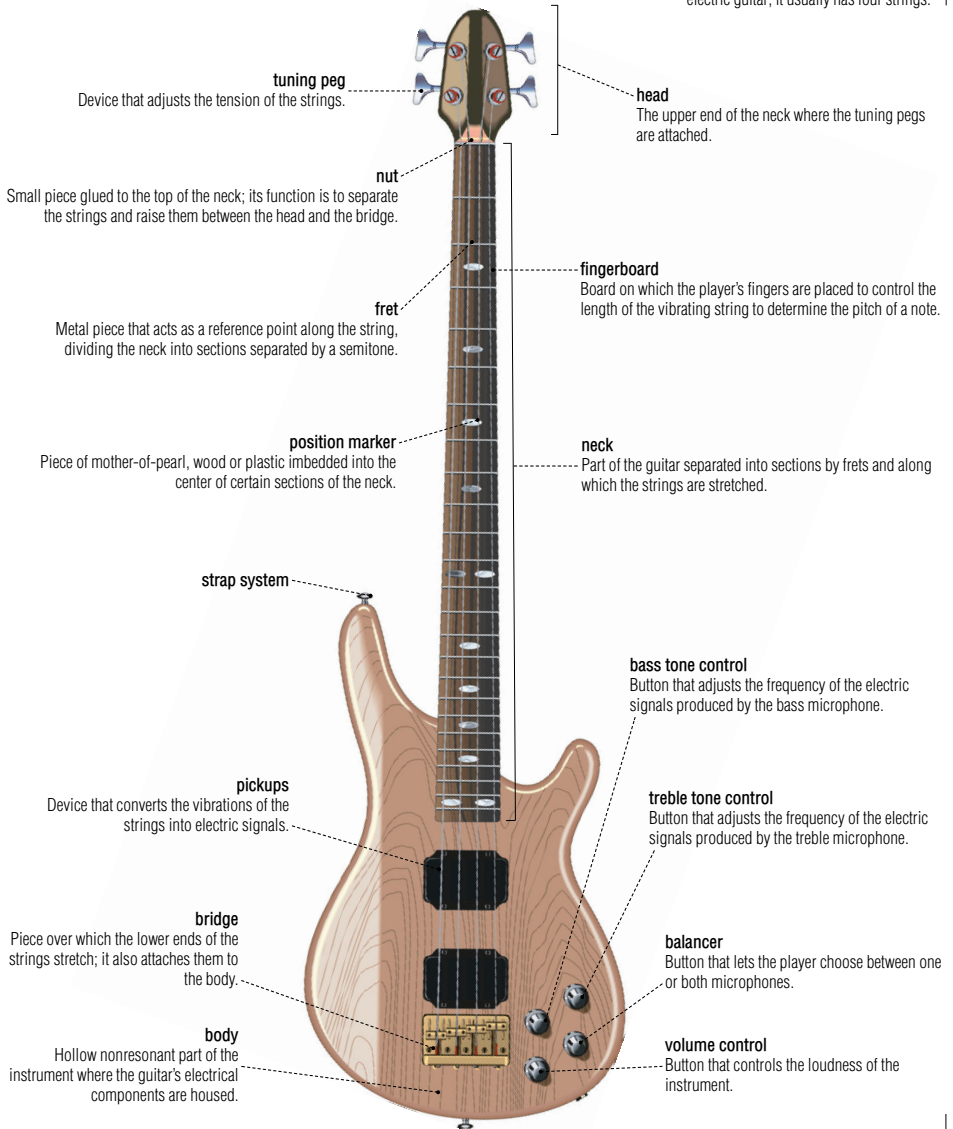 electric guitar; it usually has four strings.
tuning peg
Device that adjusts the tension of the strings.
head
The upper end of the neck where the tuning pegs
are attached.
nut
Small piece glued to the top of the neck; its function is to separate
the strings and raise them between the head and the bridge.
fingerboard
Board on which the player's fingers are placed to control the
length of the vibrating string to determine the pitch of a note.
fret
Metal piece that acts as a reference point along the string,
dividing the neck into sections separated by a semitone.
position marker
Piece of mother-of-pearl, wood or plastic imbedded into the
center of certain sections of the neck.
neck
Part of the guitar separated into sections by frets and along
which the strings are stretched.
strap system
bass tone control
Button that adjusts the frequency of the electric
signals produced by the bass microphone.
pickups
Device that converts the vibrations of the
strings into electric signals.
treble tone control
Button that adjusts the frequency of the electric
signals produced by the treble microphone.
bridge
Piece over which the lower ends of the
strings stretch; it also attaches them to
the body.
balancer
Button that lets the player choose between one
or both microphones.
body
Hollow nonresonant part of the
instrument where the guitar's electrical
components are housed.
volume control
Button that controls the loudness of the
instrument.